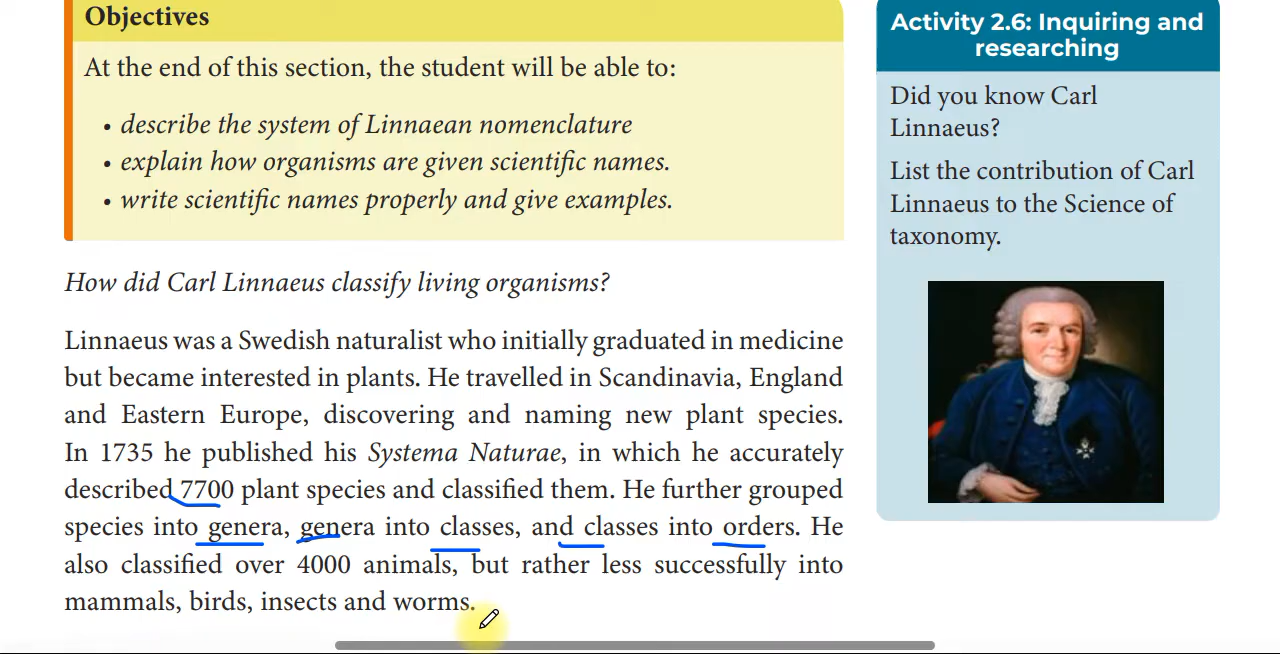 Objectives
At the end of this section, the student will be able to:
• describe the system of Linnaean nomenclature
• explain how organisms are given scientific names.
• write scientific names properly and give examples.
How did Carl Linnaeus classify living organisms?
Linnaeus was a Swedish naturalist who initially graduated in medicine
but became interested in plants. He travelled in Scandinavia, England
and Eastern Europe, discovering and naming new plant species.
In 1735 he published his Systema Naturae, in which he accurately
described 7700 plant species and classified them. He further grouped
species into genera, genera into classes, and classes into orders. He
also classified over 4000 animals, but rather less successfully into
mammals, birds, insects and worms.
Activity 2.6: Inquiring and
researching
Did you know Carl
Linnaeus?
List the contribution of Carl
Linnaeus to the Science of
taxonomy.